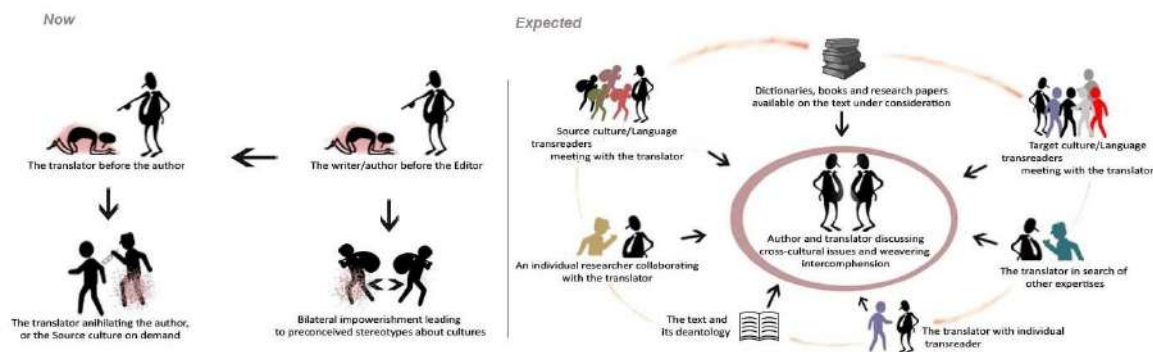 Now
Expected
The translator before the author
The writer/author before the Editor
The translator anihilating the author,
or the Source culture on demand
Bilateral impowerishment leading
to preconceived stereotypes about cultures
Dictionaries, books and research papers
available on the text under consideration
Source culture/Language
transreaders
meeting with the translator
Target culture/Language
transreaders
meeting with the translator
Author and translator discussing
cross-cultural issues and weavering
intercomphension
An individual researcher collaborating
with the translator
The translator in search of
other expertises
The text and
its deantology
The translator with individual
transreader